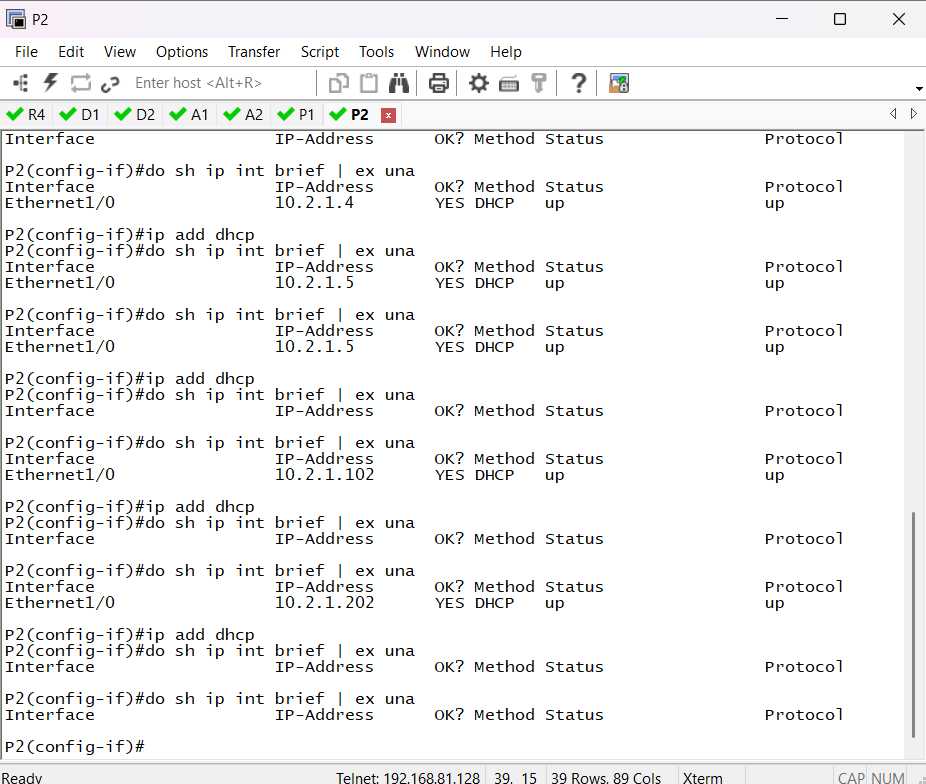 P2
File Edit View Options Transfer Script Tools Window Help
Enter host <Alt+R>
R4 D1 D2 A1 A2 P1 P2
Interface                  IP-Address      OK? Method Status                Protocol
P2(config-if)#do sh ip int brief | ex una
Interface                  IP-Address      OK? Method Status                Protocol
Ethernet1/0                10.2.1.4        YES DHCP   up                    up
P2(config-if)#ip add dhcp
P2(config-if)#do sh ip int brief | ex una
Interface                  IP-Address      OK? Method Status                Protocol
Ethernet1/0                10.2.1.5        YES DHCP   up                    up
P2(config-if)#do sh ip int brief | ex una
Interface                  IP-Address      OK? Method Status                Protocol
Ethernet1/0                10.2.1.5        YES DHCP   up                    up
P2(config-if)#ip add dhcp
P2(config-if)#do sh ip int brief | ex una
Interface                  IP-Address      OK? Method Status                Protocol
P2(config-if)#do sh ip int brief | ex una
Interface                  IP-Address      OK? Method Status                Protocol
Ethernet1/0                10.2.1.102      YES DHCP   up                    up
P2(config-if)#ip add dhcp
P2(config-if)#do sh ip int brief | ex una
Interface                  IP-Address      OK? Method Status                Protocol
P2(config-if)#do sh ip int brief | ex una
Interface                  IP-Address      OK? Method Status                Protocol
Ethernet1/0                10.2.1.202      YES DHCP   up                    up
P2(config-if)#ip add dhcp
P2(config-if)#do sh ip int brief | ex una
Interface                  IP-Address      OK? Method Status                Protocol
P2(config-if)#do sh ip int brief | ex una
Interface                  IP-Address      OK? Method Status                Protocol
P2(config-if)#
Ready Telnet: 192.168.81.128 39, 15 39 Rows, 89 Cols Xterm CAP NUM